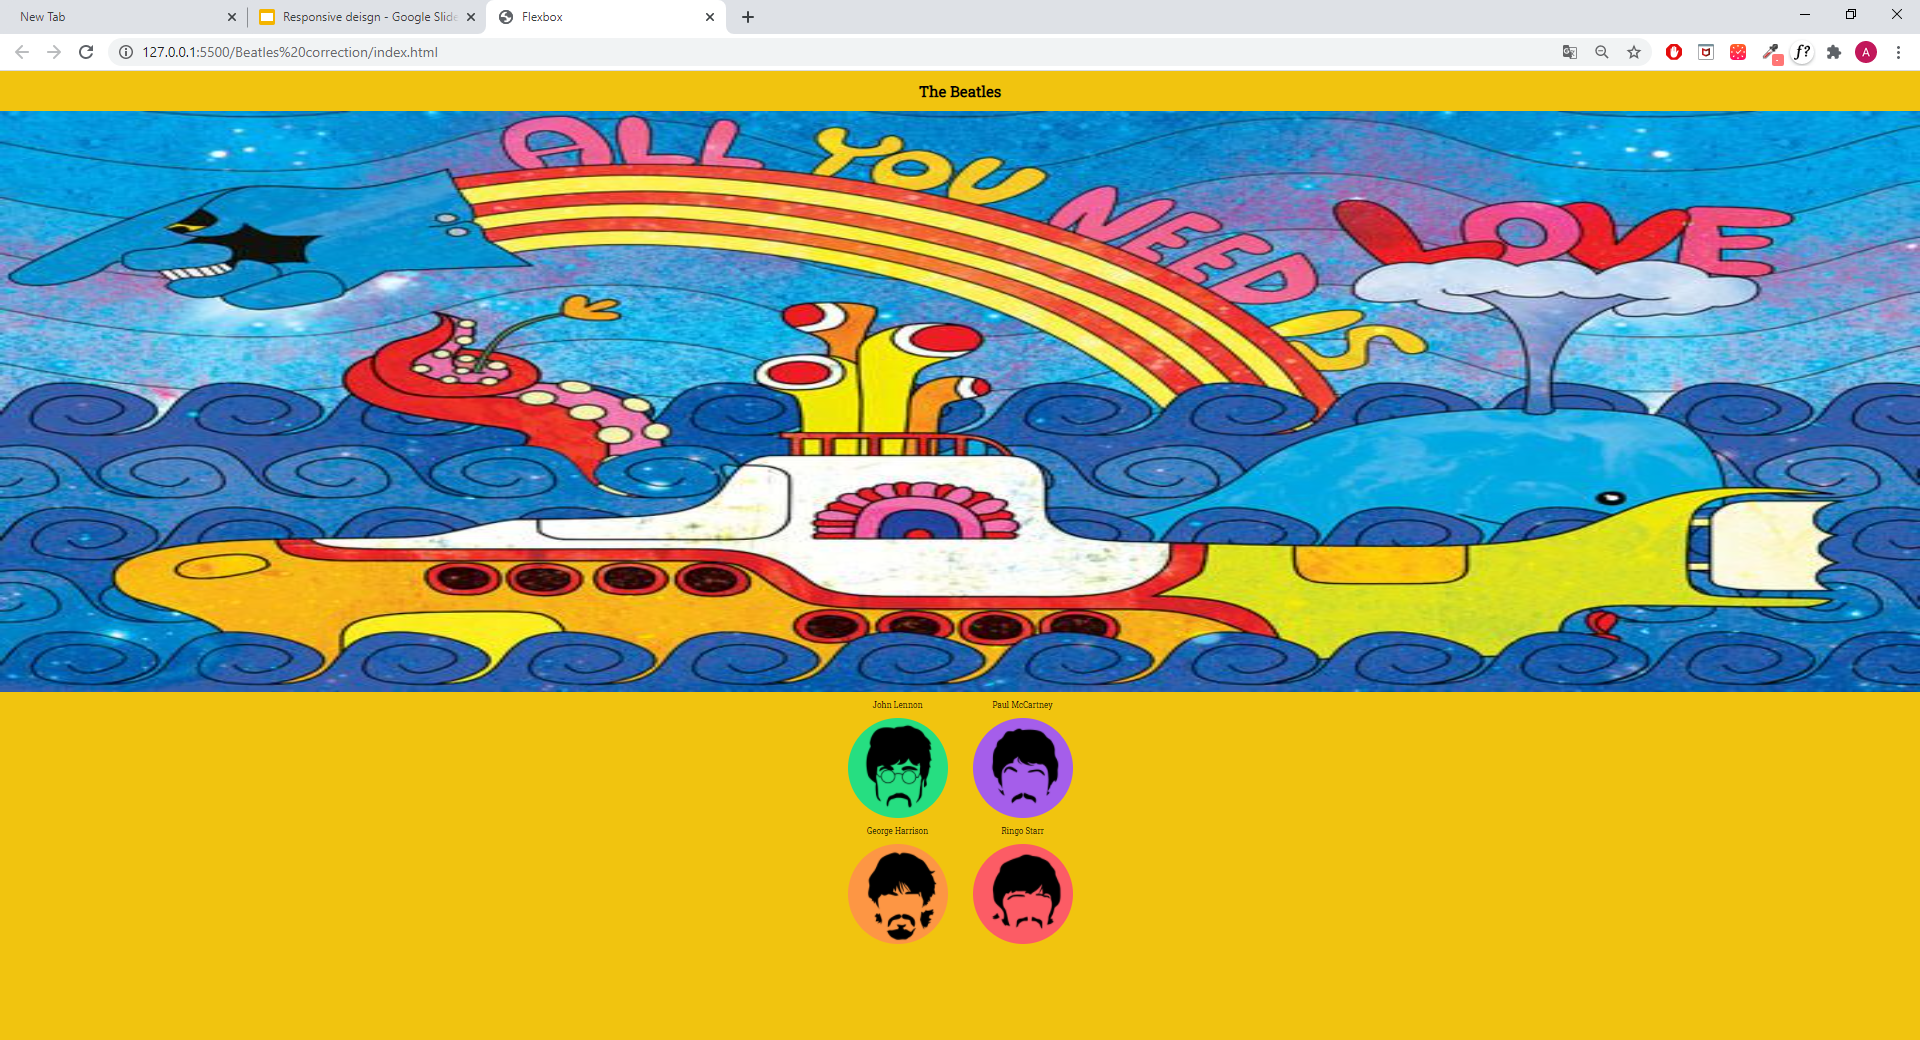 New Tab
Responsive deisgn - Google Slide
Flexbox
127.0.0.1:5500/Beatles%20correction/index.html
f?
A
The Beatles
ALL YOU NEED IS
LOVE
John Lennon
Paul McCartney
George Harrison
Ringo Starr